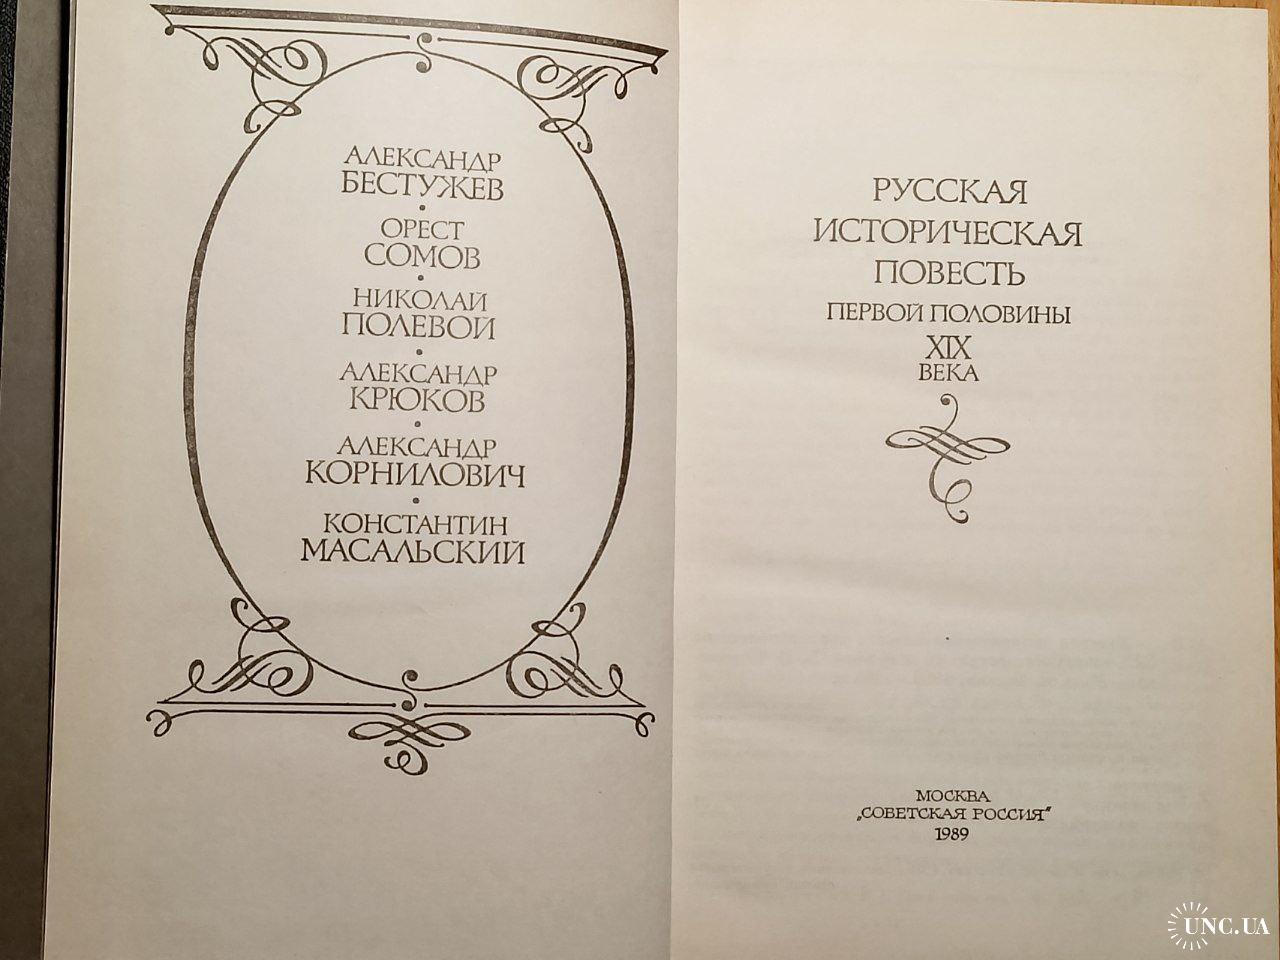 АЛЕКСАНДР
БЕСТУЖЕВ
•
ОРЕСТ
СОМОВ
•
НИКОЛАЙ
ПОЛЕВОЙ
•
АЛЕКСАНДР
КРЮКОВ
•
АЛЕКСАНДР
КОРНИЛОВИЧ
•
КОНСТАНТИН
МАСАЛЬСКИЙ
РУССКАЯ
ИСТОРИЧЕСКАЯ
ПОВЕСТЬ
ПЕРВОЙ ПОЛОВИНЫ
XIX
ВЕКА
МОСКВА
„СОВЕТСКАЯ РОССИЯ"
1989
UNC.UA